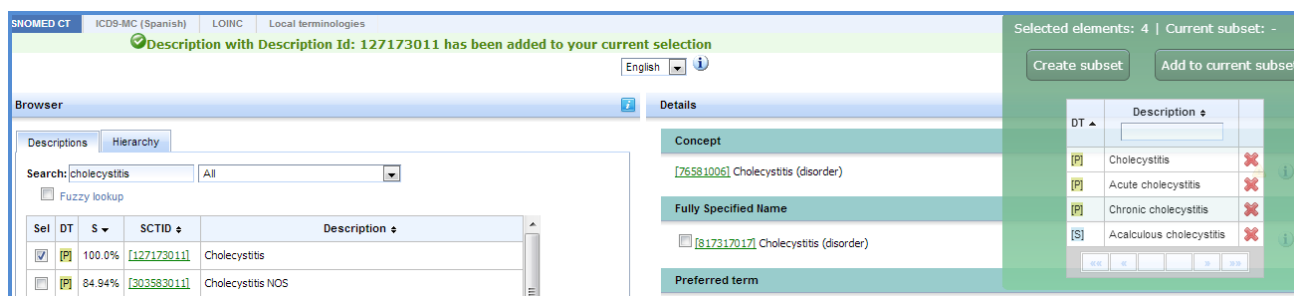 SNOMED CT ICD9-MC (Spanish) LOINC Local terminologies
Description with Description Id: 127173011 has been added to your current selection
English
Browser
Descriptions Hierarchy
Search: cholecystitis All
Fuzzy lookup
Sel DT S SCTID Description
[P] 100.0% [127173011] Cholecystitis
[P] 84.94% [303583011] Cholecystitis NOS
Details
Concept
[76581006] Cholecystitis (disorder)
Fully Specified Name
[817317017] Cholecystitis (disorder)
Preferred term
Selected elements: 4 | Current subset: -
Create subset Add to current subse
DT Description
[P] Cholecystitis
[P] Acute cholecystitis
[P] Chronic cholecystitis
[S] Acalculous cholecystitis
<< < > >>